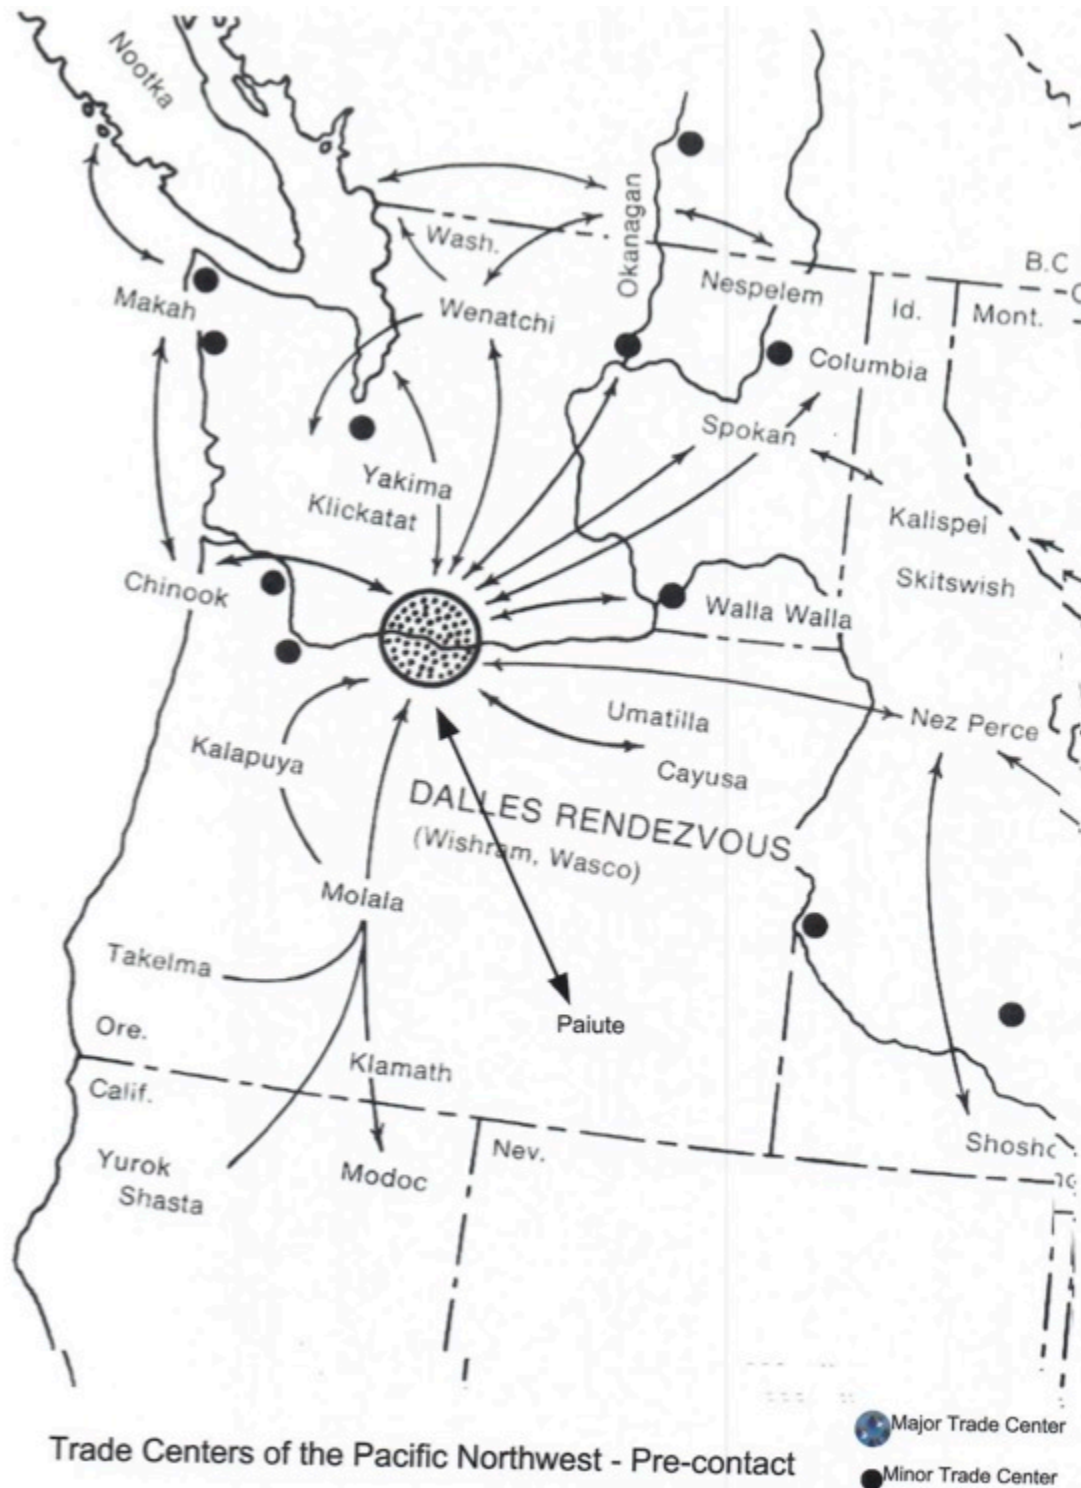 Nootka
Okanagan
Wash.
B.C
Nespelem
Makah
Wenatchi
Id.
Mont.
Columbia
Spokan
Yakima
Klickatat
Kalispel
Skitswish
Chinook
Walla Walla
Umatilla
Nez Perce
Kalapuya
Cayusa
DALLES RENDEZVOUS
(Wishram, Wasco)
Molala
Takelma
Paiute
Ore.
Klamath
Calif.
Nev.
Shosho
Yurok
Shasta
Modoc
Major Trade Center
Trade Centers of the Pacific Northwest - Pre-contact
Minor Trade Center